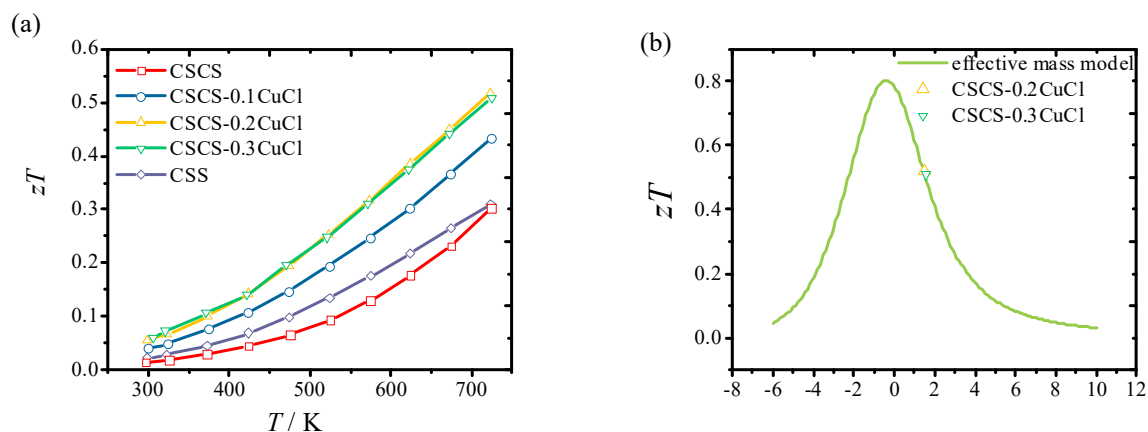 (a)
0.6
0.5
0.4
0.3
0.2
0.1
0.0
zT
CSCS
CSCS-0.1CuCl
CSCS-0.2CuCl
CSCS-0.3CuCl
CSS
300 400 500 600 700
T / K
(b)
0.8
0.6
0.4
0.2
0.0
zT
effective mass model
CSCS-0.2CuCl
CSCS-0.3CuCl
-8 -6 -4 -2 0 2 4 6 8 10 12